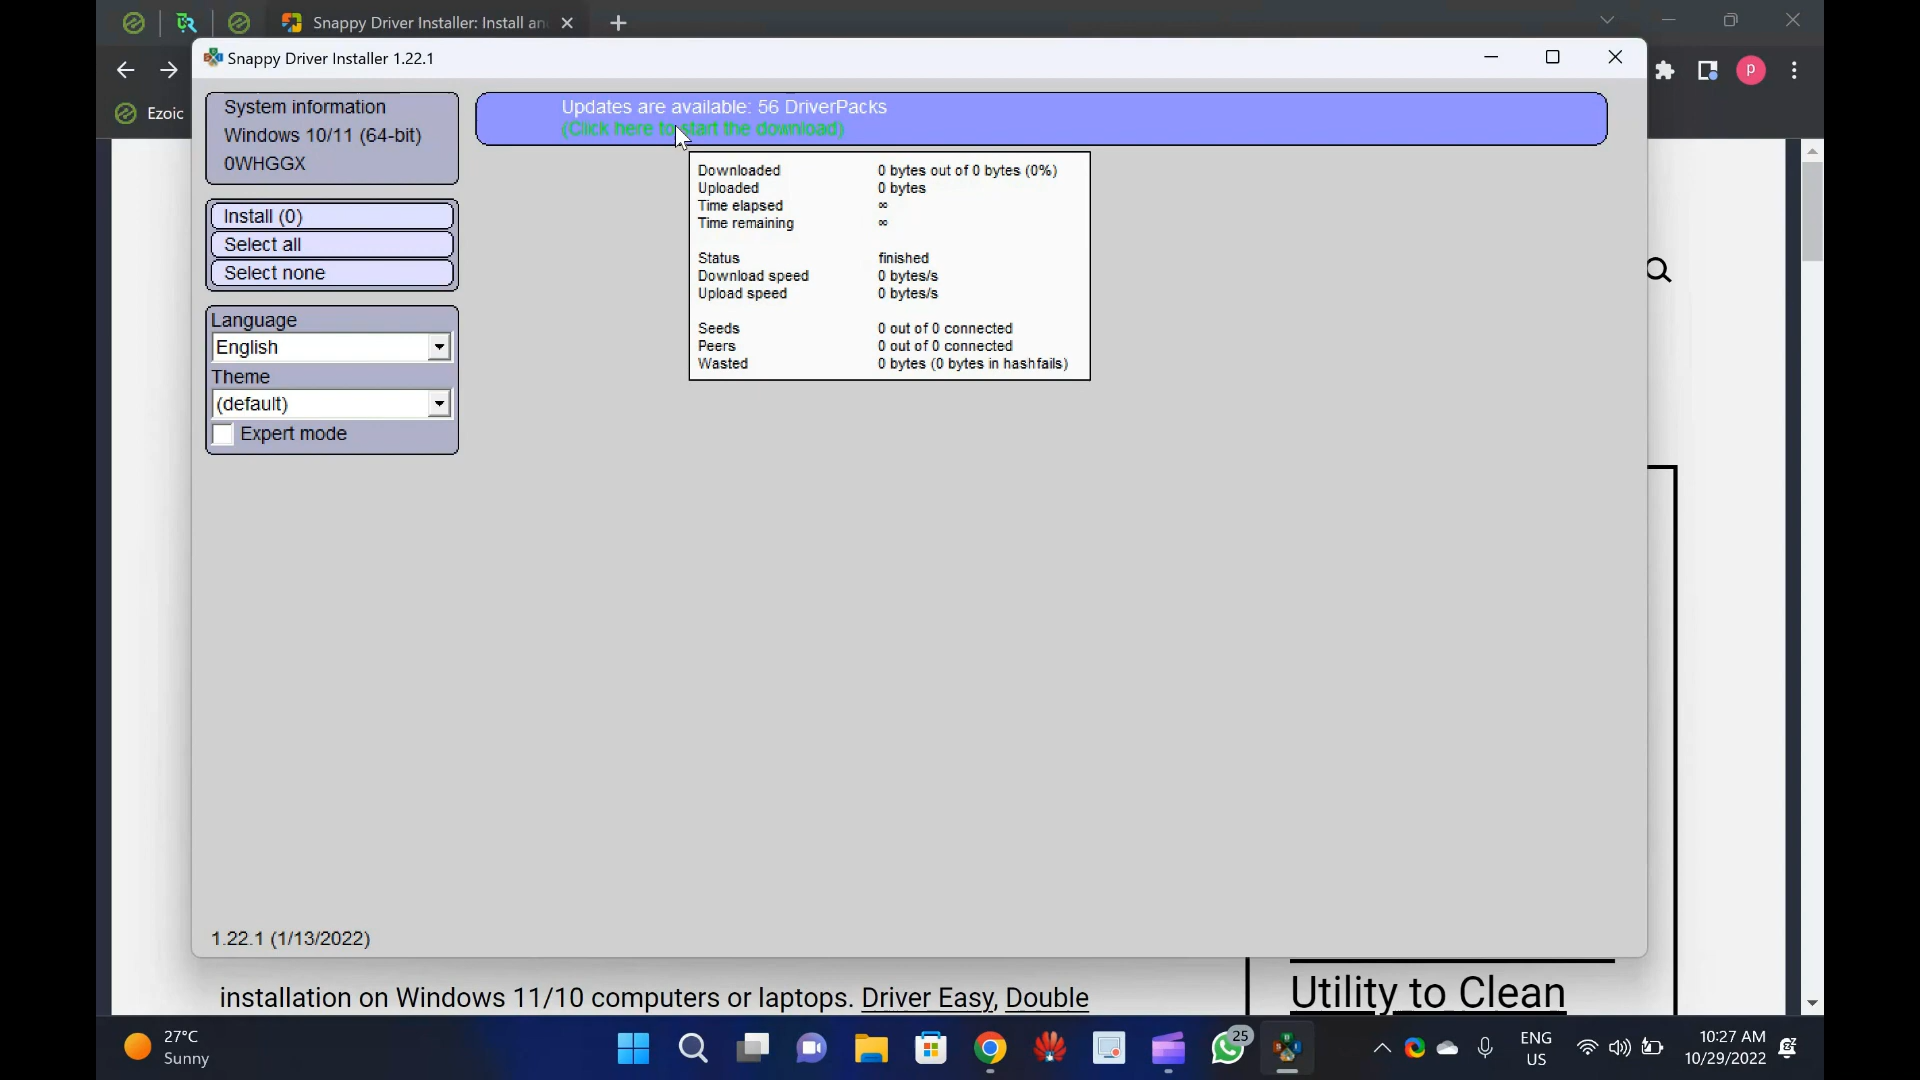 Snappy Driver Installer: Install an
Snappy Driver Installer 1.22.1
P
Ezoic
System information
Windows 10/11 (64-bit)
0WHGGX
Updates are available: 56 DriverPacks
(Click here to start the download)
Install (0)
Select all
Select none
Language
English
Theme
(default)
Expert mode
Downloaded 0 bytes out of 0 bytes (0%)
Uploaded 0 bytes
Time elapsed ∞
Time remaining ∞
Status finished
Download speed 0 bytes/s
Upload speed 0 bytes/s
Seeds 0 out of 0 connected
Peers 0 out of 0 connected
Wasted 0 bytes (0 bytes in hashfails)
1.22.1 (1/13/2022)
installation on Windows 11/10 computers or laptops. Driver Easy, Double
Utility to Clean
27°C
Sunny
25
ENG
US
10:27 AM
10/29/2022